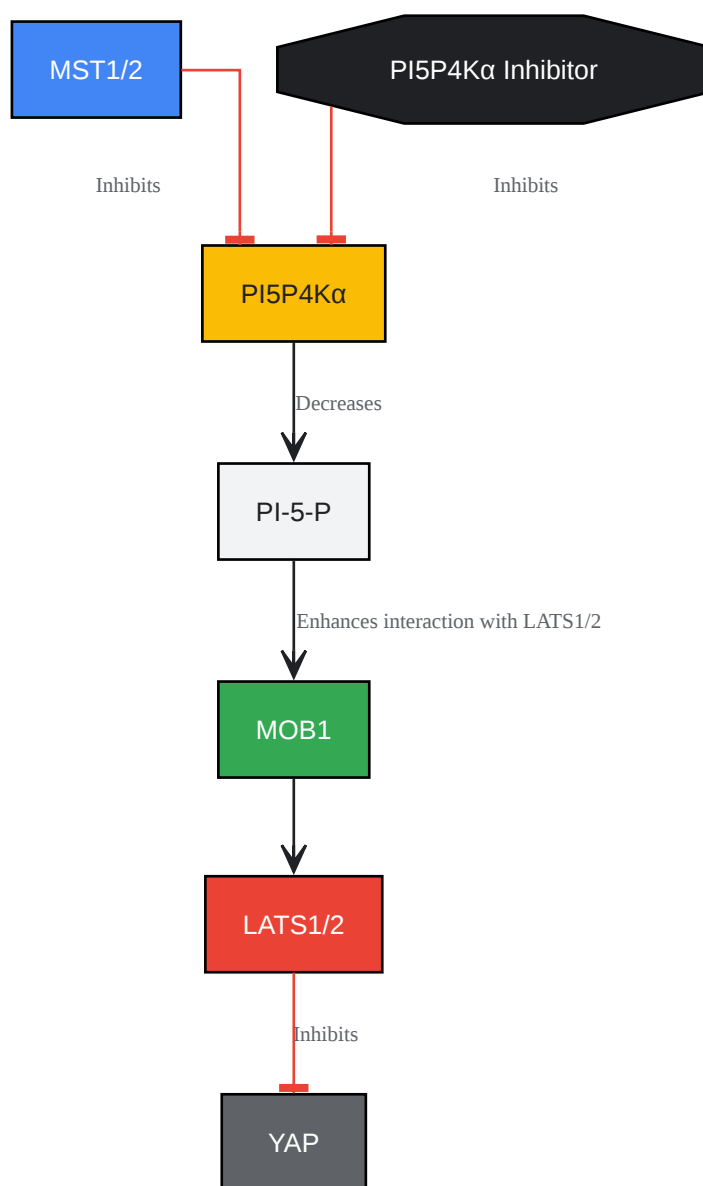 MST1/2
PI5P4Kα Inhibitor
Inhibits
Inhibits
PI5P4Kα
Decreases
PI-5-P
Enhances interaction with LATS1/2
MOB1
LATS1/2
Inhibits
YAP